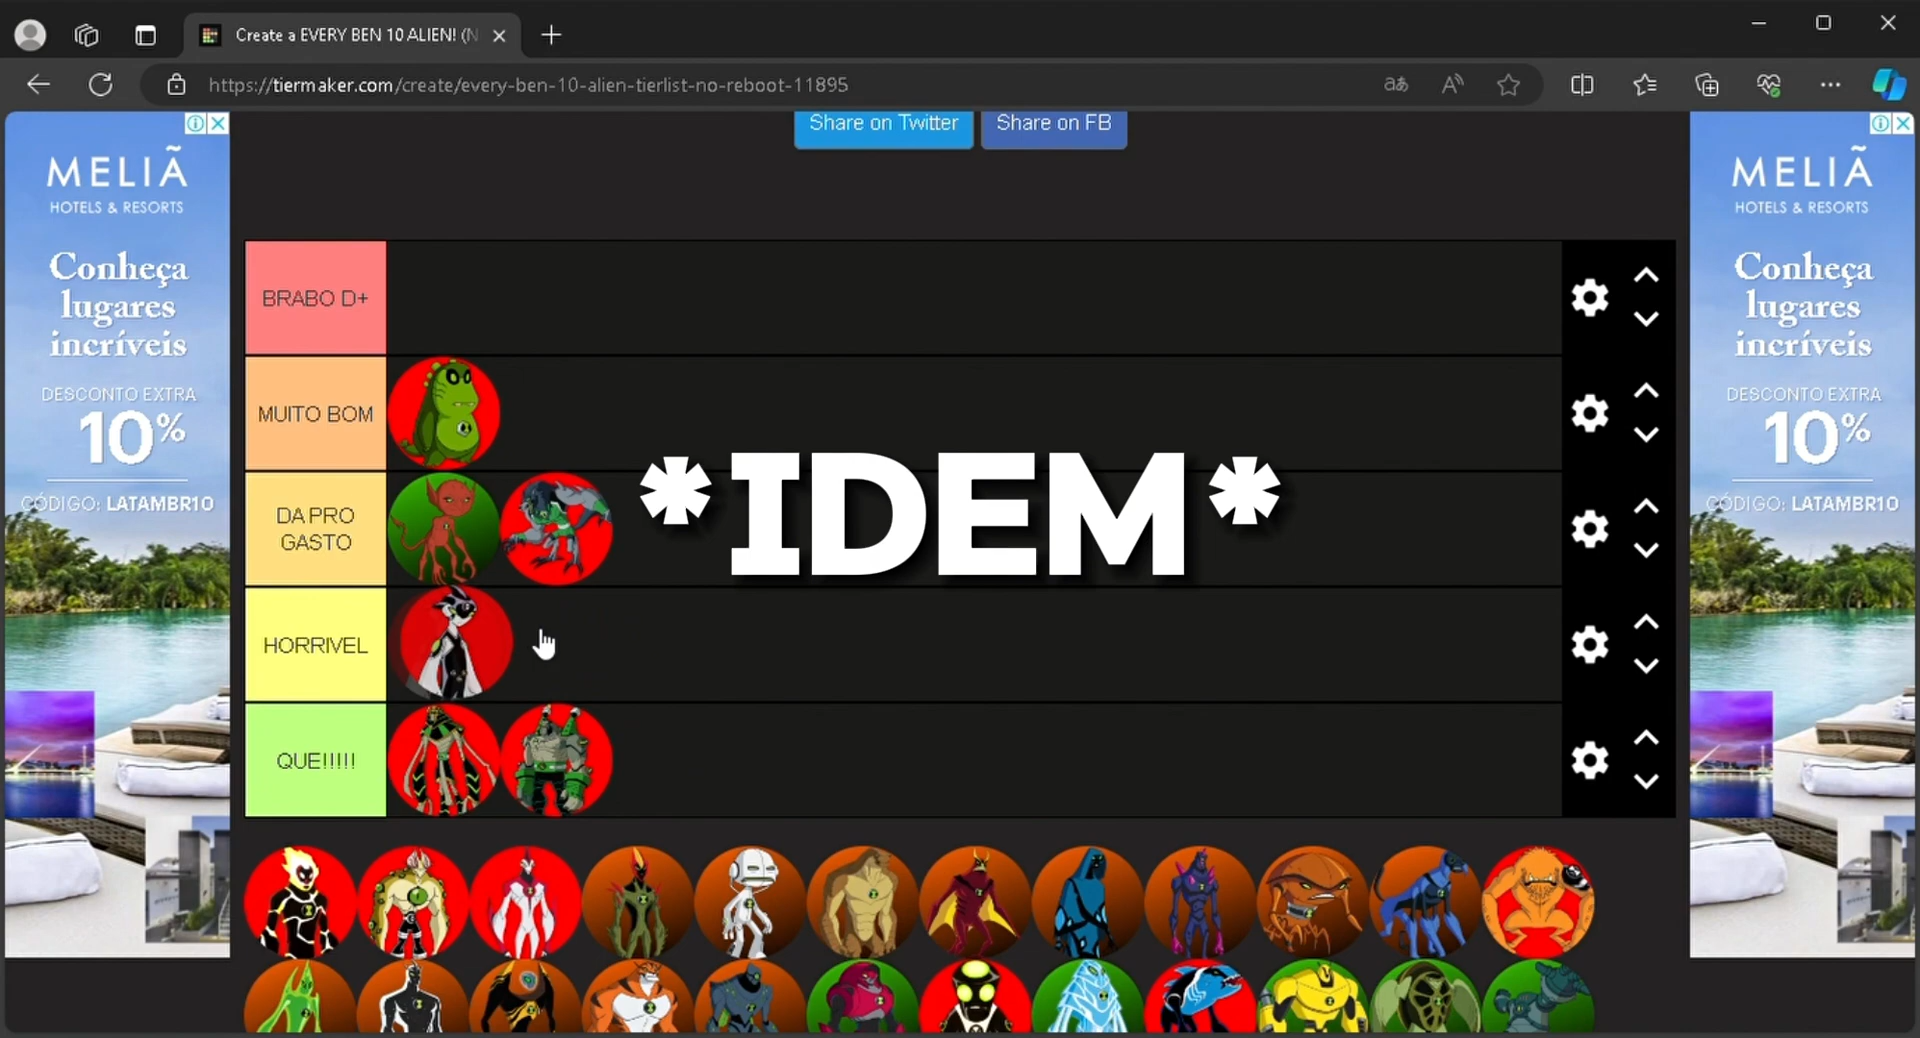 Create a EVERY BEN 10 ALIEN! (N
https://tiermaker.com/create/every-ben-10-alien-tierlist-no-reboot-11895
Share on Twitter
Share on FB
MELIÃ
HOTELS & RESORTS
Conheça
lugares
incríveis
DESCONTO EXTRA
10%
CÓDIGO: LATAMBR10
BRABO D+
MUITO BOM
DA PRO
GASTO
HORRIVEL
QUE!!!!!
*IDEM*
MELIÃ
HOTELS & RESORTS
Conheça
lugares
incríveis
DESCONTO EXTRA
10%
CÓDIGO: LATAMBR10